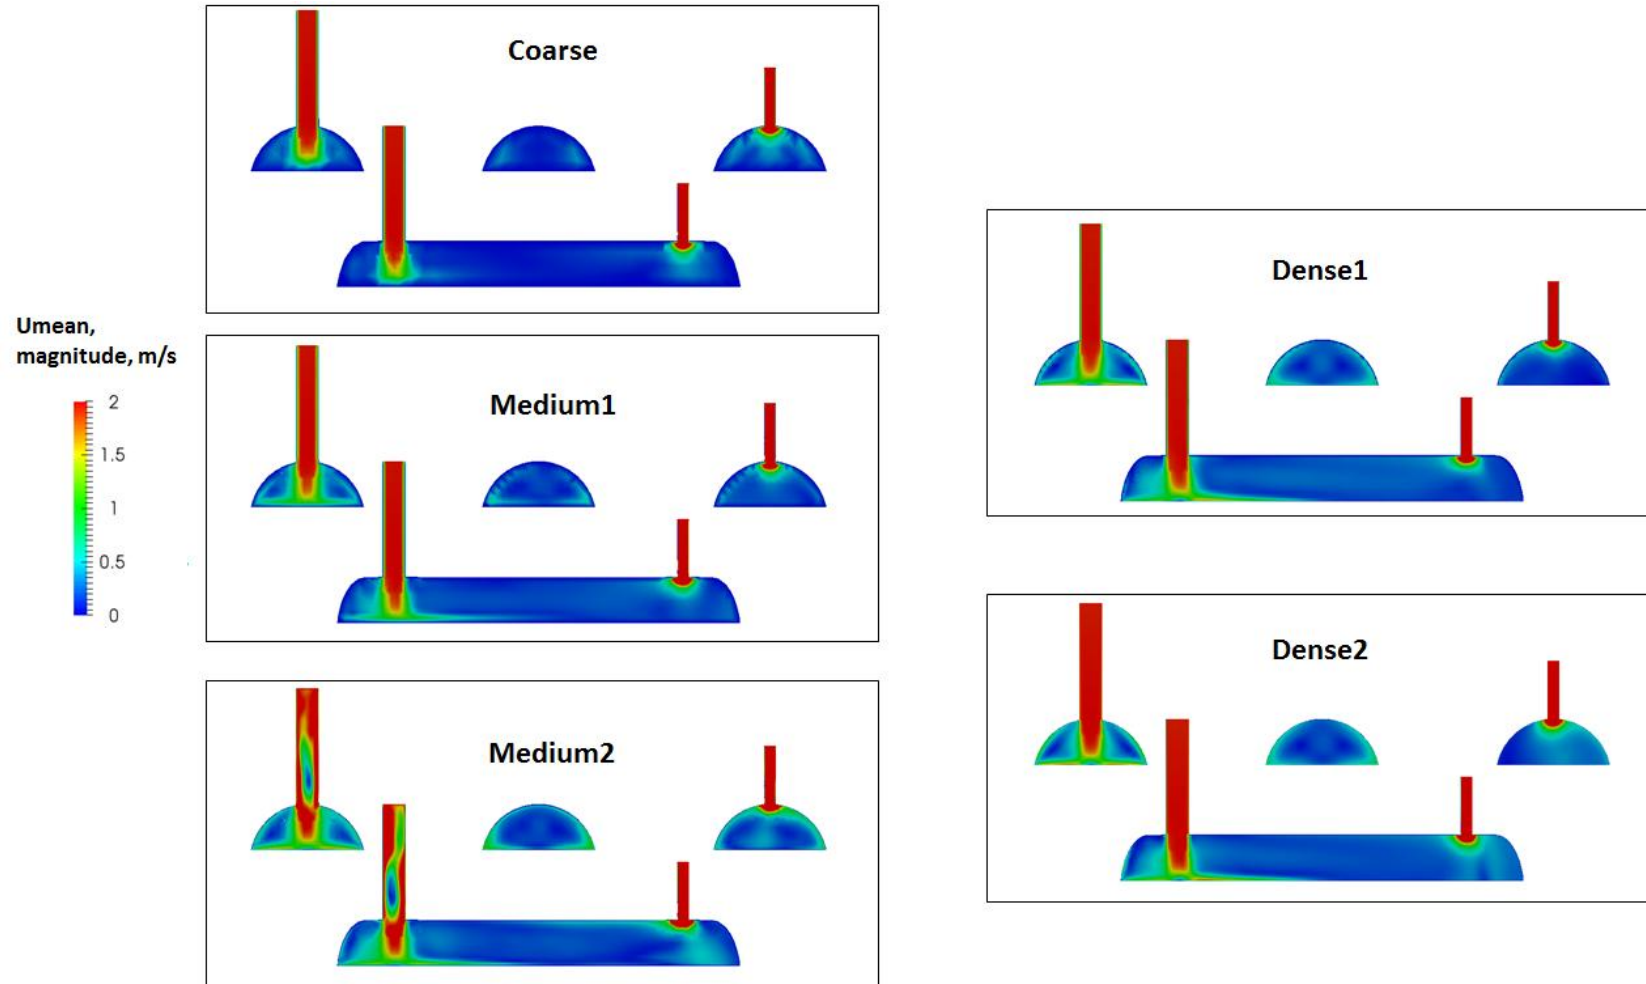 Coarse
Umean,
magnitude, m/s
2
1.5
1
0.5
0
Medium1
Medium2
Dense1
Dense2